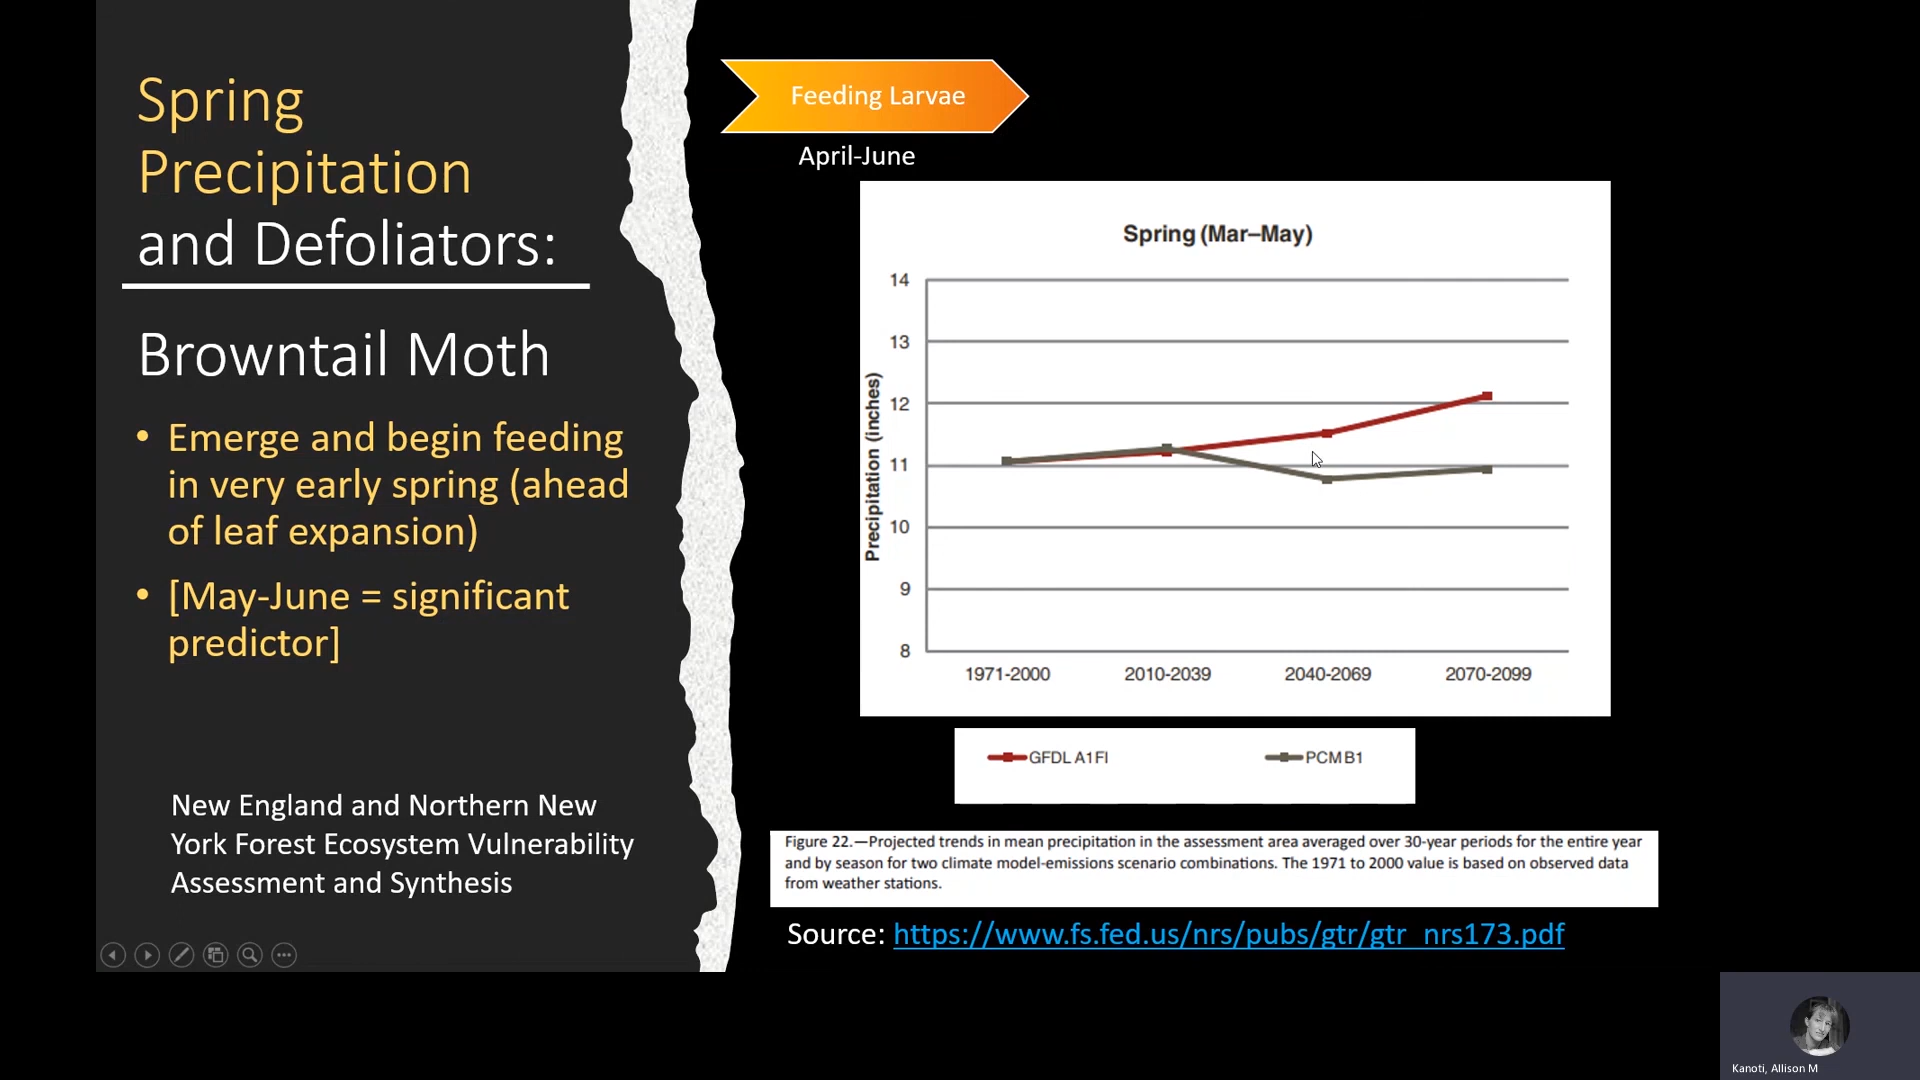 Spring
Precipitation
and Defoliators:
Browntail Moth
• Emerge and begin feeding
in very early spring (ahead
of leaf expansion)
• [May-June = significant
predictor]
New England and Northern New
York Forest Ecosystem Vulnerability
Assessment and Synthesis
Feeding Larvae
April-June
Spring (Mar–May)
Precipitation (inches)
14
13
12
11
10
9
8
1971-2000 2010-2039 2040-2069 2070-2099
GFDL A1FI PCM B1
Figure 22.—Projected trends in mean precipitation in the assessment area averaged over 30-year periods for the entire year
and by season for two climate model-emissions scenario combinations. The 1971 to 2000 value is based on observed data
from weather stations.
Source: https://www.fs.fed.us/nrs/pubs/gtr/gtr_nrs173.pdf
Kanoti, Allison M